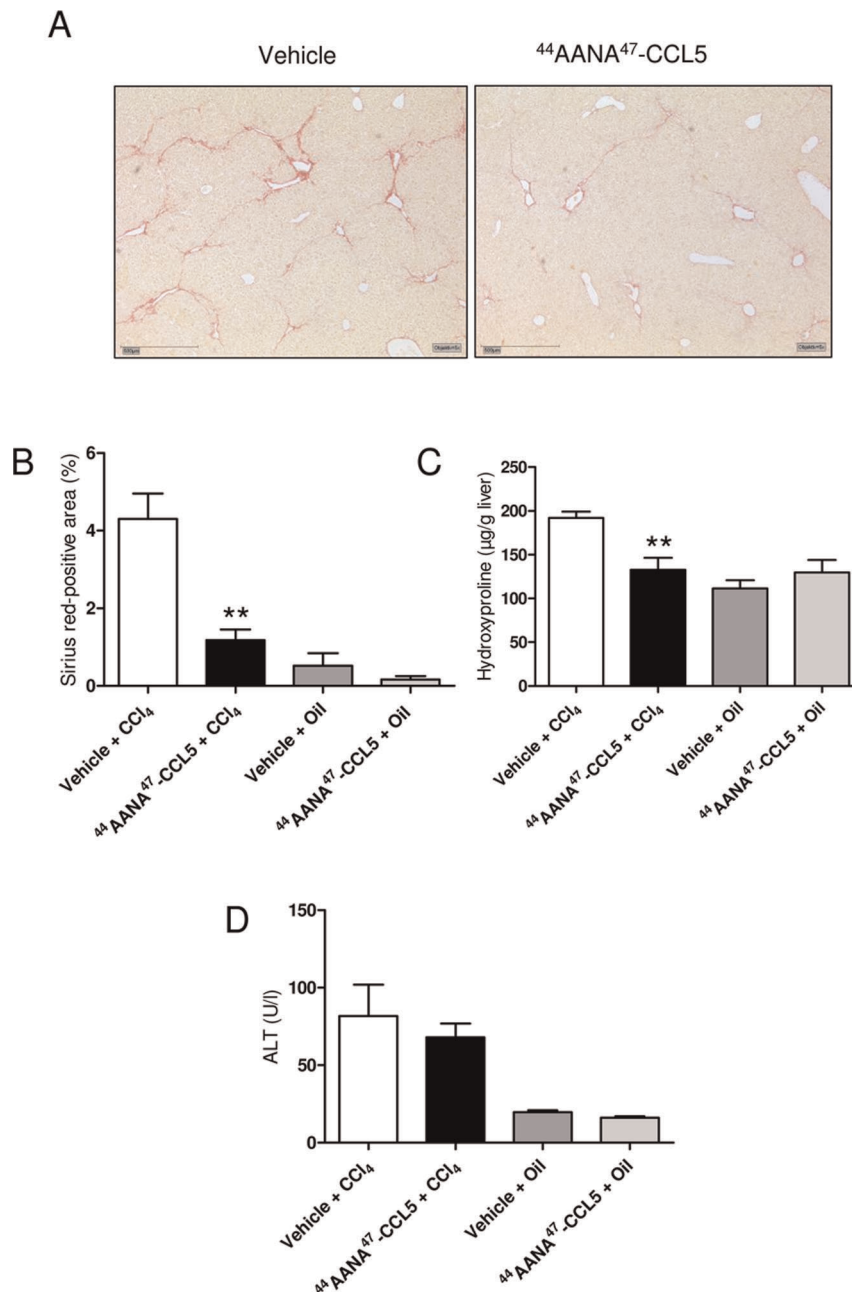 A
Vehicle
⁴⁴AANA⁴⁷-CCL5
500µm
500µm
B
Sirius red-positive area (%)
6
4
2
0
**
Vehicle + CCl₄
⁴⁴AANA⁴⁷-CCL5 + CCl₄
Vehicle + Oil
⁴⁴AANA⁴⁷-CCL5 + Oil
C
Hydroxyproline (µg/g liver)
250
200
150
100
50
0
**
Vehicle + CCl₄
⁴⁴AANA⁴⁷-CCL5 + CCl₄
Vehicle + Oil
⁴⁴AANA⁴⁷-CCL5 + Oil
D
ALT (U/l)
150
100
50
0
Vehicle + CCl₄
⁴⁴AANA⁴⁷-CCL5 + CCl₄
Vehicle + Oil
⁴⁴AANA⁴⁷-CCL5 + Oil